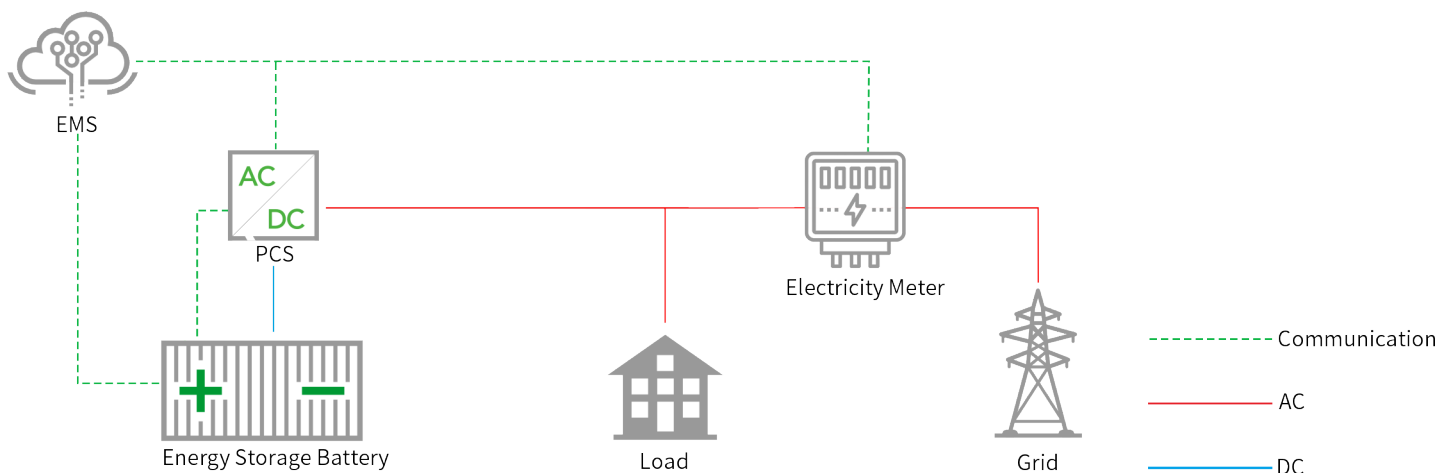 EMS
AC
DC
PCS
Electricity Meter
Energy Storage Battery
Load
Grid
Communication
AC
DC